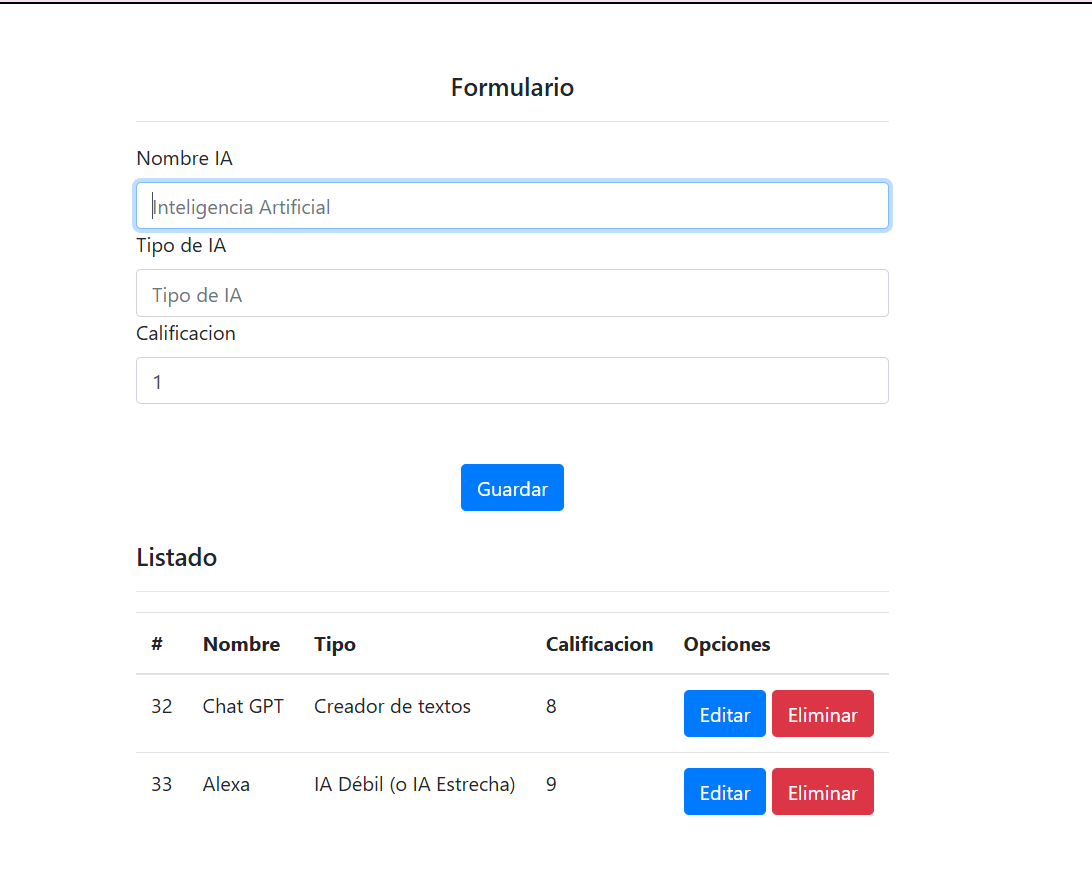 Formulario
Nombre IA
Inteligencia Artificial
Tipo de IA
Tipo de IA
Calificacion
1
Guardar
Listado
# Nombre Tipo Calificacion Opciones
32 Chat GPT Creador de textos 8 Editar Eliminar
33 Alexa IA Débil (o IA Estrecha) 9 Editar Eliminar